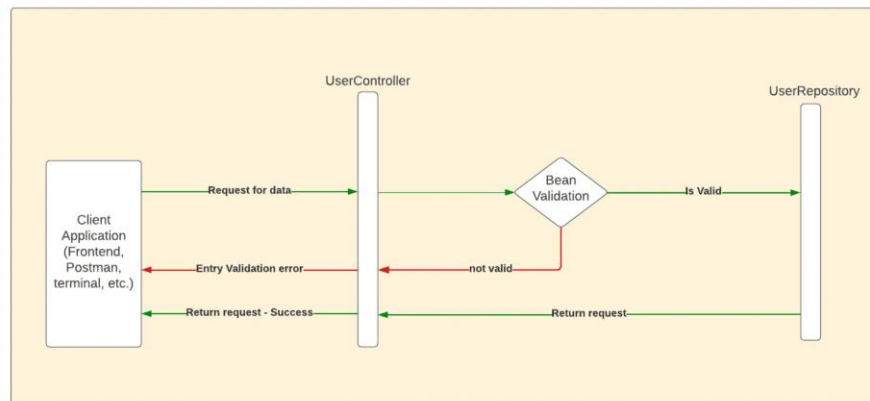 UserController
UserRepository
Request for data
Bean
Validation
Is Valid
Client
Application
(Frontend,
Postman,
terminal, etc.)
Entry Validation error
not valid
Return request - Success
Return request